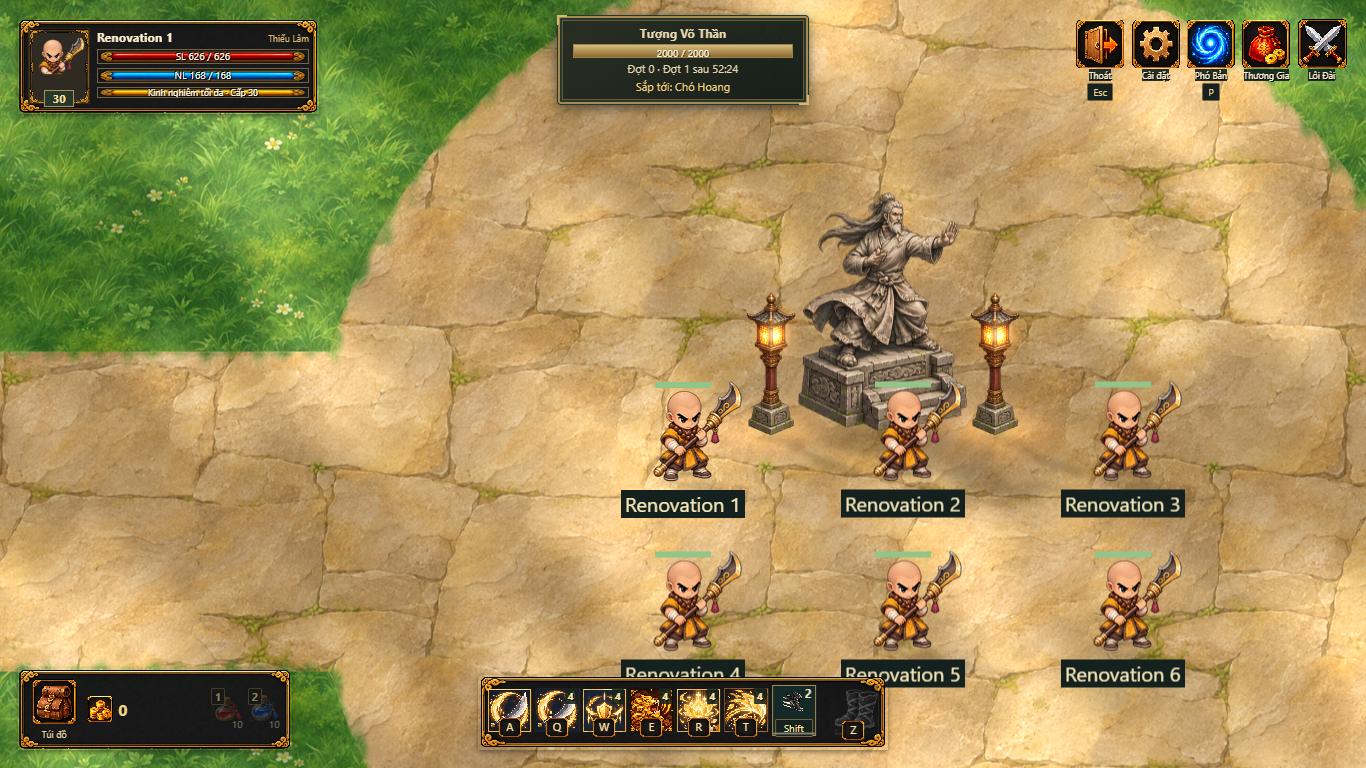 Renovation 1
Thiếu Lâm
SL 626 / 626
NL 168 / 168
Kinh nghiệm tối đa · Cấp 30
30
Tượng Võ Thần
2000 / 2000
Đợt 0 · Đợt 1 sau 52:24
Sắp tới: Chó Hoang
Thoát
Cài đặt
Phó Bản
Thương Gia
Lôi Đài
Esc
P
Renovation 1
Renovation 2
Renovation 3
Renovation 4
Renovation 5
Renovation 6
Túi đồ
0
1
10
2
10
A
4
Q
4
W
4
E
4
R
4
T
2
Shift
Z